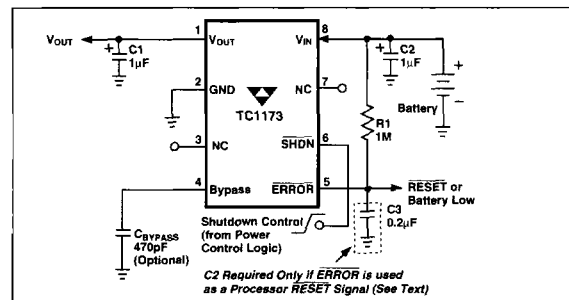 VOUT
1
VOUT
VIN
8
+ C1
1µF
+ C2
1µF
2
GND
NC
7
+
Battery
−
TC1173
R1
1M
3
NC
SHDN
6
4
Bypass
ERROR
5
RESET or
Battery Low
CBYPASS
470pF
(Optional)
Shutdown Control
(from Power
Control Logic)
C3
0.2µF
C2 Required Only if ERROR is used
as a Processor RESET Signal (See Text)